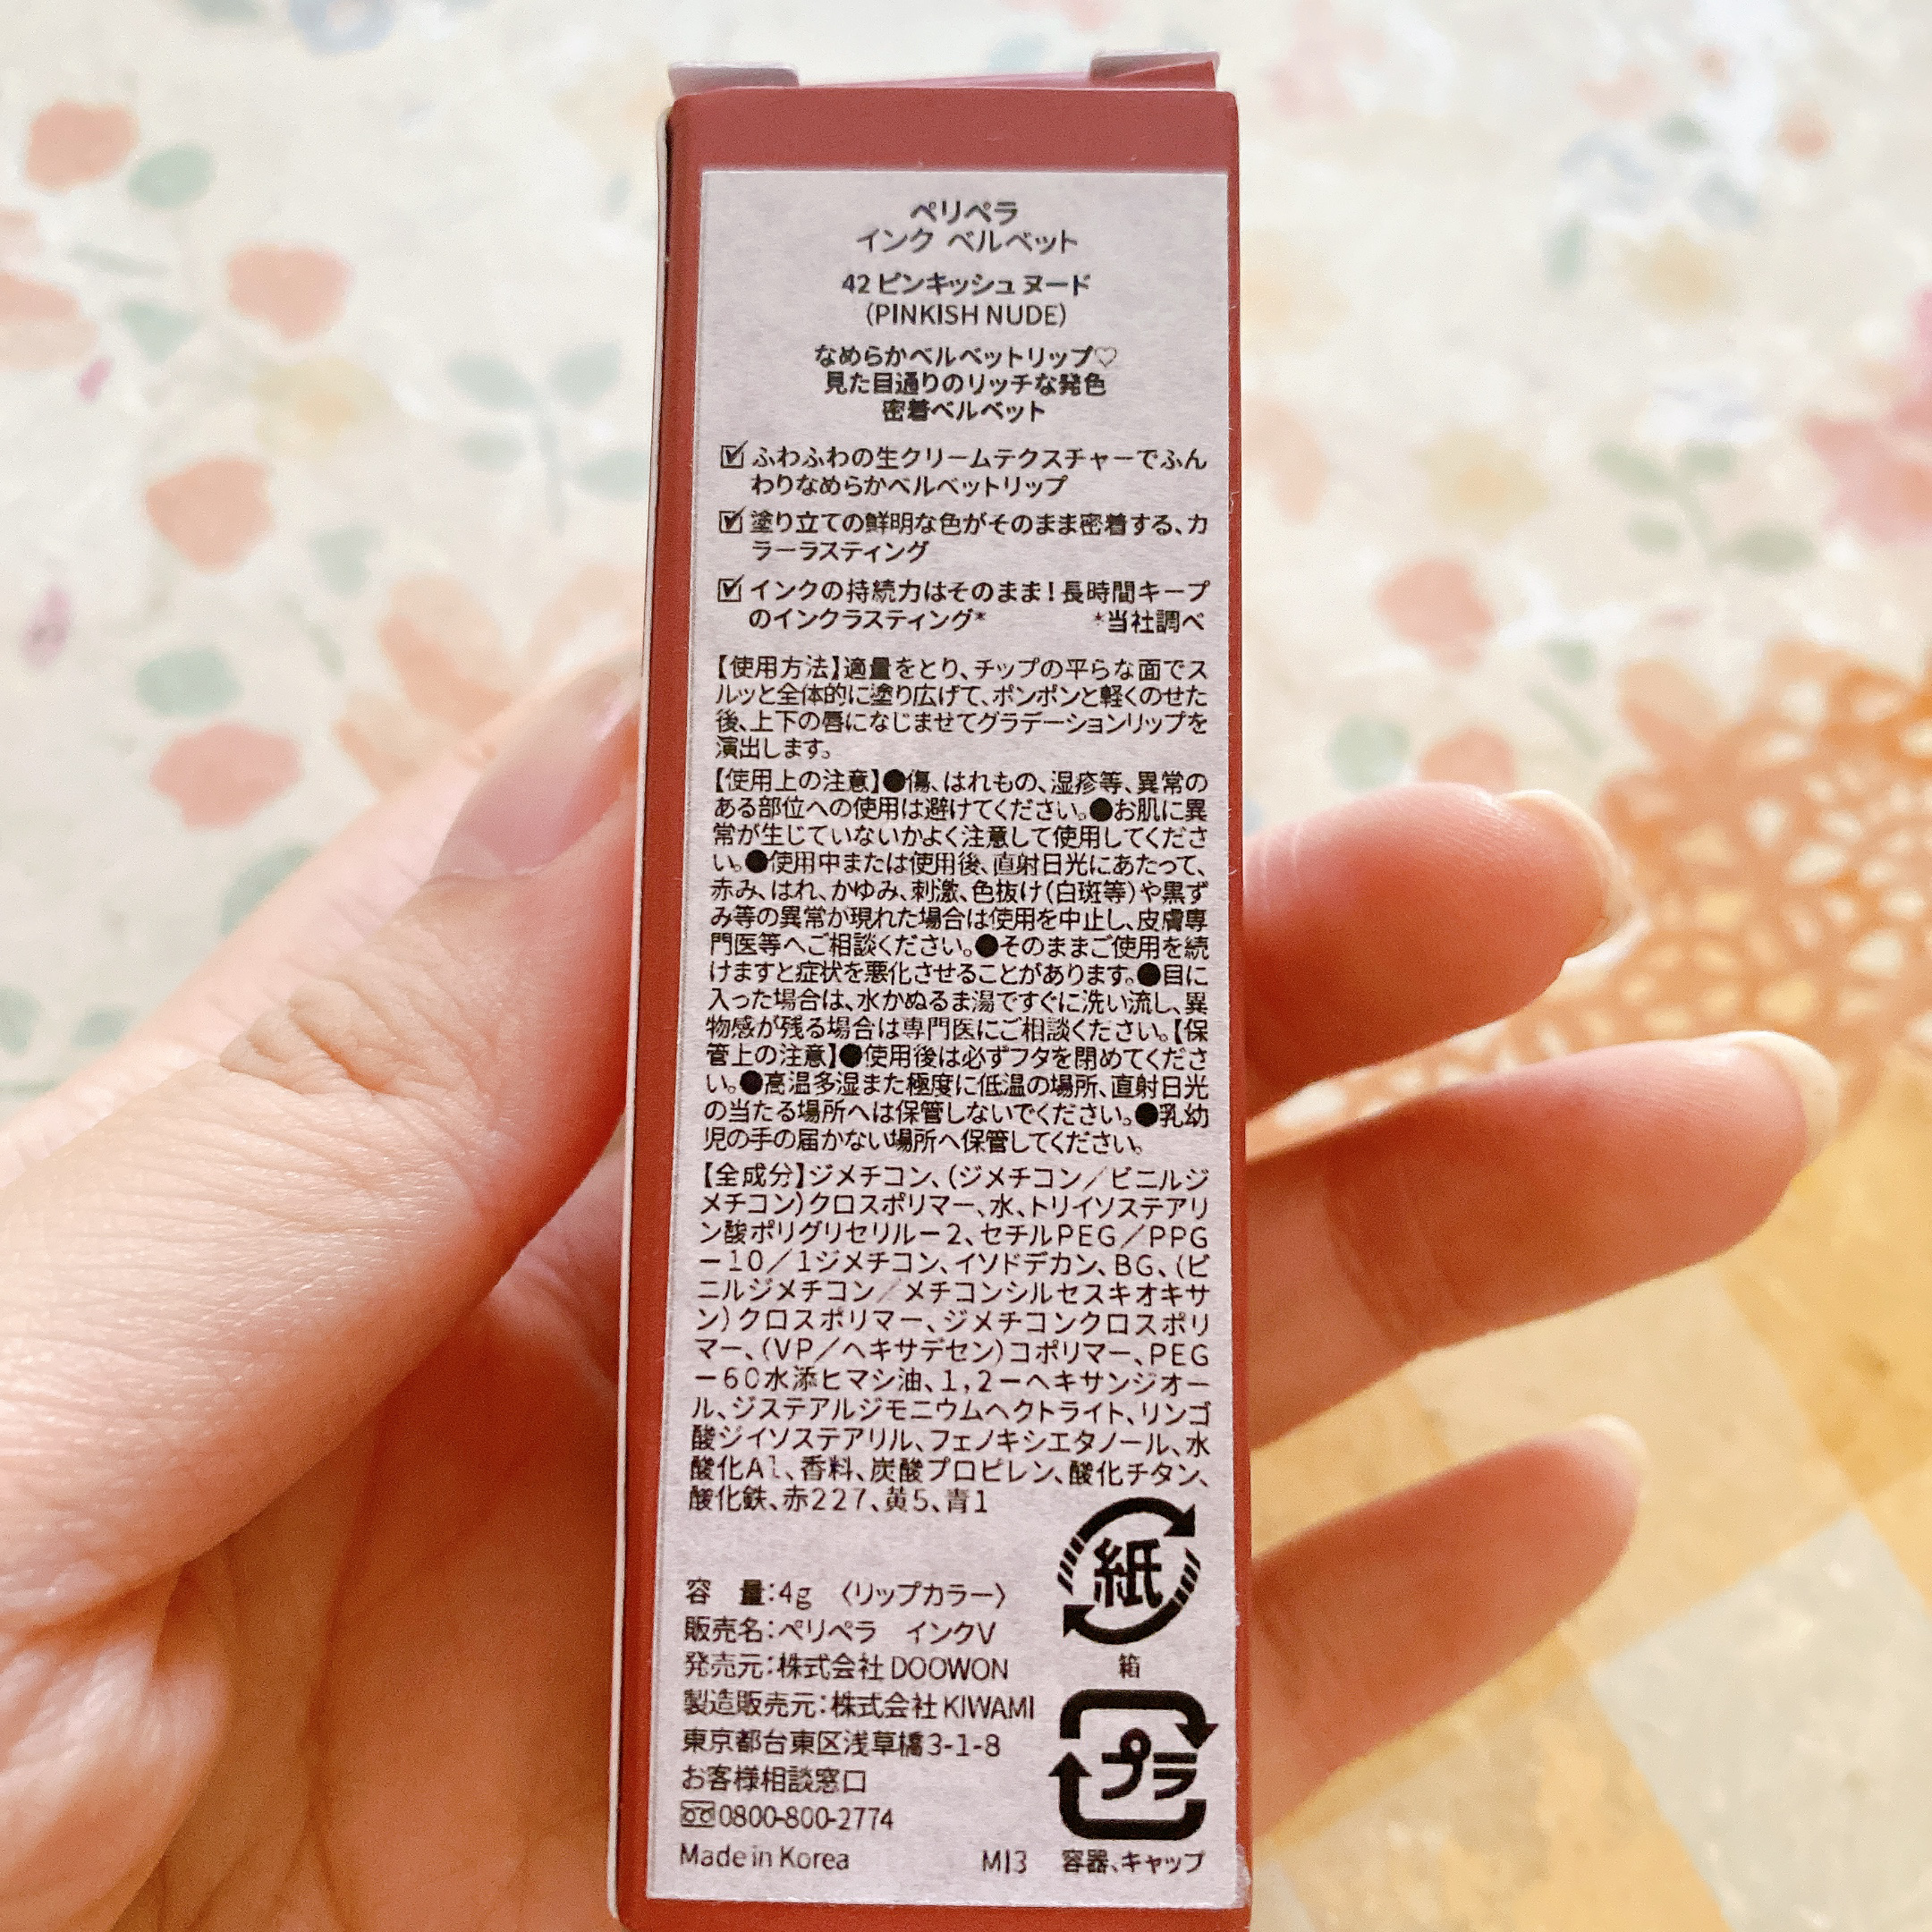 ペリペラ
インク ベルベット
42 ピンキッシュ ヌード
(PINKISH NUDE)
なめらかベルベットリップ♡
見た目通りのリッチな発色
密着ベルベット
☑ふわふわの生クリームテクスチャーでふん
わりなめらかベルベットリップ
☑塗り立ての鮮明な色がそのまま密着する、カ
ラーラスティング
☑インクの持続力はそのまま!長時間キープ
のインクラスティング* *当社調べ
【使用方法】適量をとり、チップの平らな面でス
ルッと全体的に塗り広げて、ポンポンと軽くのせた
後、上下の唇になじませてグラデーションリップを
演出します。
【使用上の注意】●傷、はれもの、湿疹等、異常の
ある部位への使用は避けてください。●お肌に異
常が生じていないかよく注意して使用してくださ
い。●使用中または使用後、直射日光にあたって、
赤み、はれ、かゆみ、刺激、色抜け(白斑等)や黒ず
み等の異常が現れた場合は使用を中止し、皮膚専
門医等へご相談ください。●そのままご使用を続
けますと症状を悪化させることがあります。●目に
入った場合は、水かぬるま湯ですぐに洗い流し、異
物感が残る場合は専門医にご相談ください。【保
管上の注意】●使用後は必ずフタを閉めてくださ
い。●高温多湿また極度に低温の場所、直射日光
の当たる場所へは保管しないでください。●乳幼
児の手の届かない場所へ保管してください。
【全成分】ジメチコン、(ジメチコン/ビニルジ
メチコン)クロスポリマー、水、トリイソステアリ
ン酸ポリグリセリル－2、セチルPEG/PPG
－10/1ジメチコン、イソドデカン、BG、(ビ
ニルジメチコン/メチコンシルセスキオキサ
ン)クロスポリマー、ジメチコンクロスポリ
マー、(VP/ヘキサデセン)コポリマー、PEG
－60水添ヒマシ油、1,2－ヘキサンジオー
ル、ジステアルジモニウムヘクトライト、リンゴ
酸ジイソステアリル、フェノキシエタノール、水
酸化Al、香料、炭酸プロピレン、酸化チタン、
酸化鉄、赤227、黄5、青1
紙
箱
容 量:4g 〈リップカラー〉
販売名:ペリペラ インクV
発売元:株式会社 DOOWON
製造販売元:株式会社 KIWAMI
東京都台東区浅草橋3-1-8
お客様相談窓口
0800-800-2774
Made in Korea M13
プラ
容器、キャップ